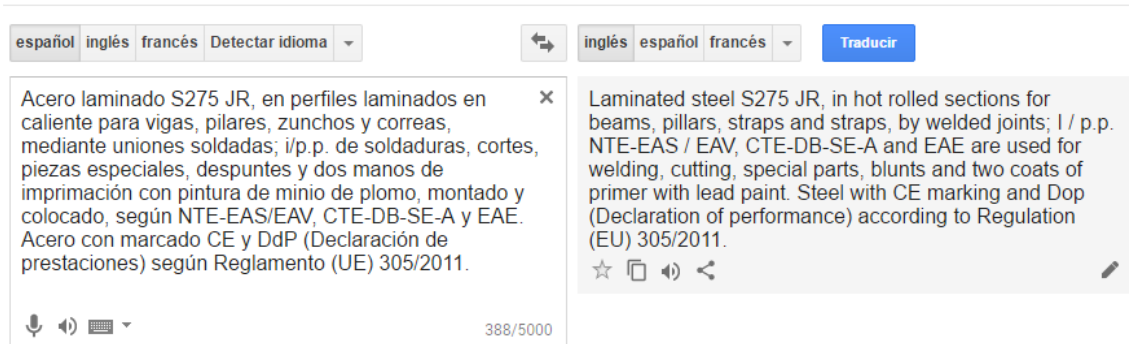 español inglés francés Detectar idioma
inglés español francés Traducir
Acero laminado S275 JR, en perfiles laminados en
caliente para vigas, pilares, zunchos y correas,
mediante uniones soldadas; i/p.p. de soldaduras, cortes,
piezas especiales, despuntes y dos manos de
imprimación con pintura de minio de plomo, montado y
colocado, según NTE-EAS/EAV, CTE-DB-SE-A y EAE.
Acero con marcado CE y DdP (Declaración de
prestaciones) según Reglamento (UE) 305/2011.
388/5000
Laminated steel S275 JR, in hot rolled sections for
beams, pillars, straps and straps, by welded joints; I / p.p.
NTE-EAS / EAV, CTE-DB-SE-A and EAE are used for
welding, cutting, special parts, blunts and two coats of
primer with lead paint. Steel with CE marking and Dop
(Declaration of performance) according to Regulation
(EU) 305/2011.